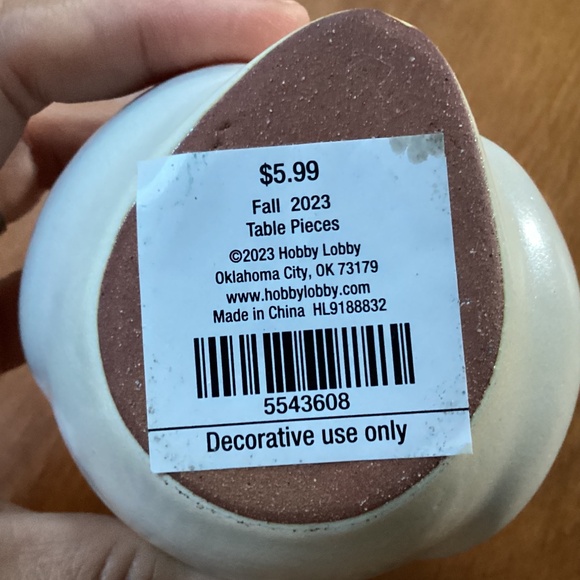 $5.99
Fall 2023
Table Pieces
©2023 Hobby Lobby
Oklahoma City, OK 73179
www.hobbylobby.com
Made in China HL9188832
5543608
Decorative use only